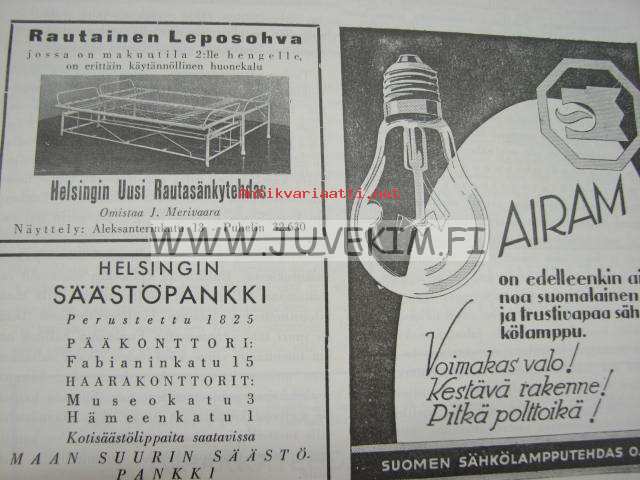 Rautainen Leposohva
jossa on makuutila 2:lle hengelle,
on erittäin käytännöllinen huonekalu
Helsingin Uusi Rautasänkytehdas
Antikvariaatti.net
Omistaa J. Merivaara
Näyttely: Aleksanterinkatu 13 - Puhelin 22630
WWW.JUVEKIM.FI
HELSINGIN
SÄÄSTÖPANKKI
Perustettu 1825
PÄÄKONTTORI:
Fabianinkatu 15
HAARAKONTTORIT:
Museokatu 3
Hämeenkatu 1
Kotisäästölippaita saatavissa
MAAN SUURIN SÄÄSTÖ-
PANKKI
AIRAM
on edelleenkin ai
noa suomalainen
ja trustivapaa säh
kölamppu.
Voimakas valo!
Kestävä rakenne!
Pitkä polttoikä!
SUOMEN SÄHKÖLAMPPUTEHDAS O.